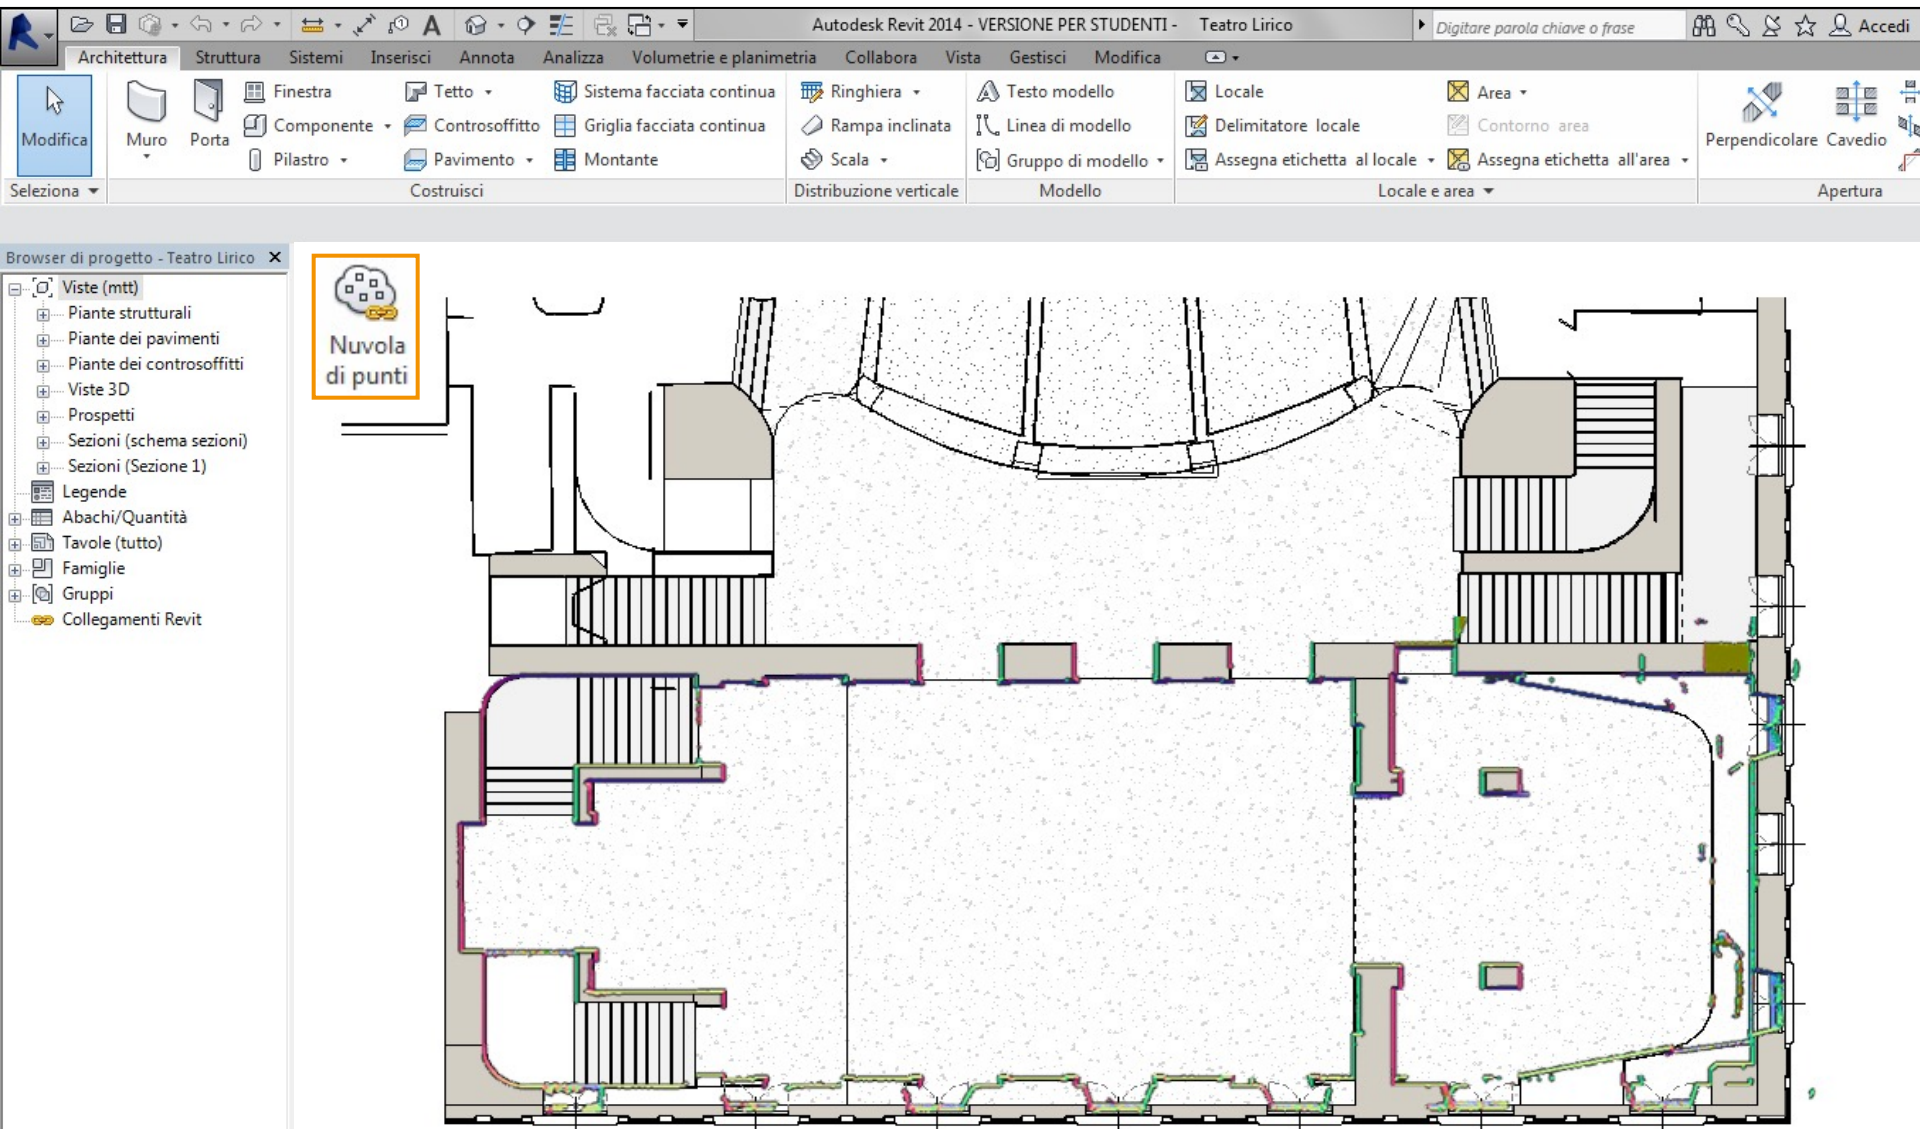 Autodesk Revit 2014 - VERSIONE PER STUDENTI - Teatro Lirico
Digitare parola chiave o frase
Accedi
Architettura Struttura Sistemi Inserisci Annota Analizza Volumetrie e planimetria Collabora Vista Gestisci Modifica
Modifica
Muro
Porta
Finestra
Componente
Pilastro
Tetto
Controsoffitto
Pavimento
Sistema facciata continua
Griglia facciata continua
Montante
Ringhiera
Rampa inclinata
Scala
Testo modello
Linea di modello
Gruppo di modello
Locale
Delimitatore locale
Assegna etichetta al locale
Area
Contorno area
Assegna etichetta all'area
Perpendicolare
Cavedio
Seleziona
Costruisci
Distribuzione verticale
Modello
Locale e area
Apertura
Browser di progetto - Teatro Lirico
Viste (mtt)
Piante strutturali
Piante dei pavimenti
Piante dei controsoffitti
Viste 3D
Prospetti
Sezioni (schema sezioni)
Sezioni (Sezione 1)
Legende
Abachi/Quantità
Tavole (tutto)
Famiglie
Gruppi
Collegamenti Revit
Nuvola
di punti